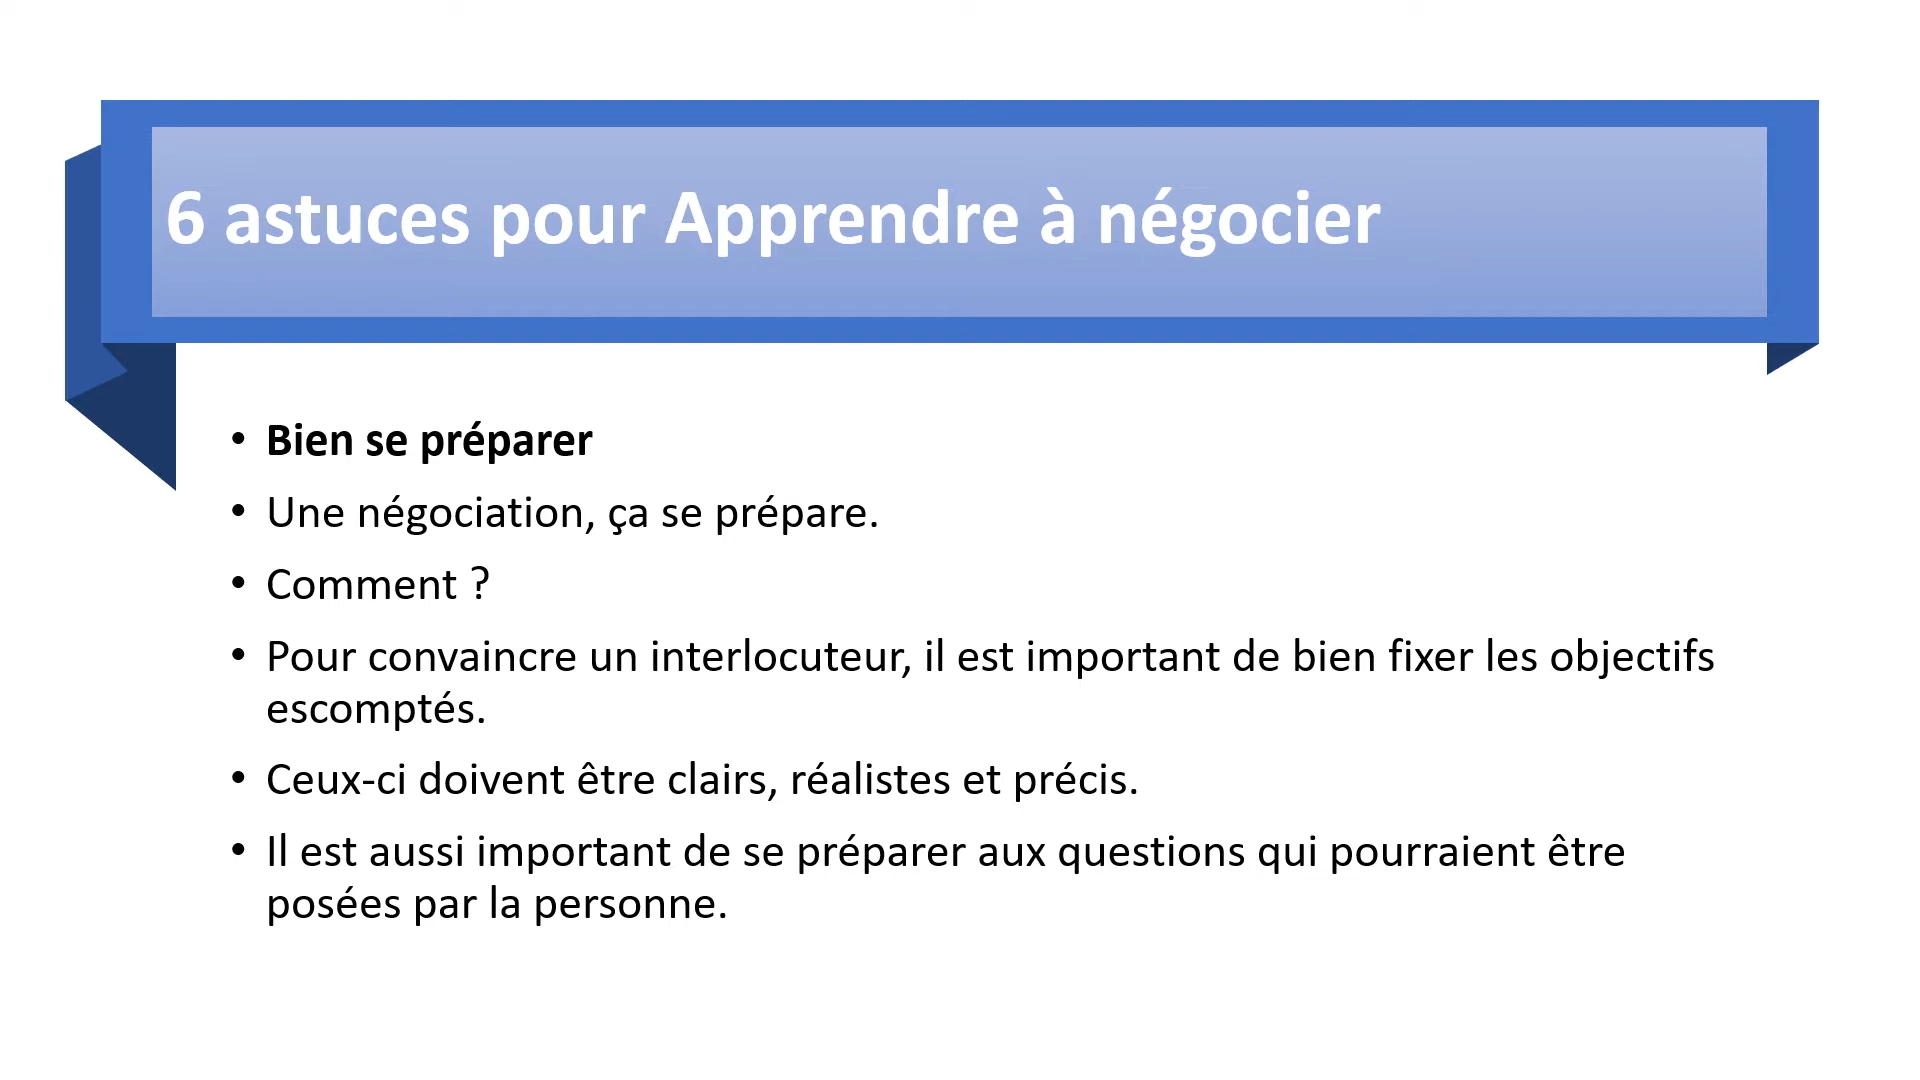 6 astuces pour Apprendre à négocier
• Bien se préparer
• Une négociation, ça se prépare.
• Comment ?
• Pour convaincre un interlocuteur, il est important de bien fixer les objectifs
escomptés.
• Ceux-ci doivent être clairs, réalistes et précis.
• Il est aussi important de se préparer aux questions qui pourraient être
posées par la personne.